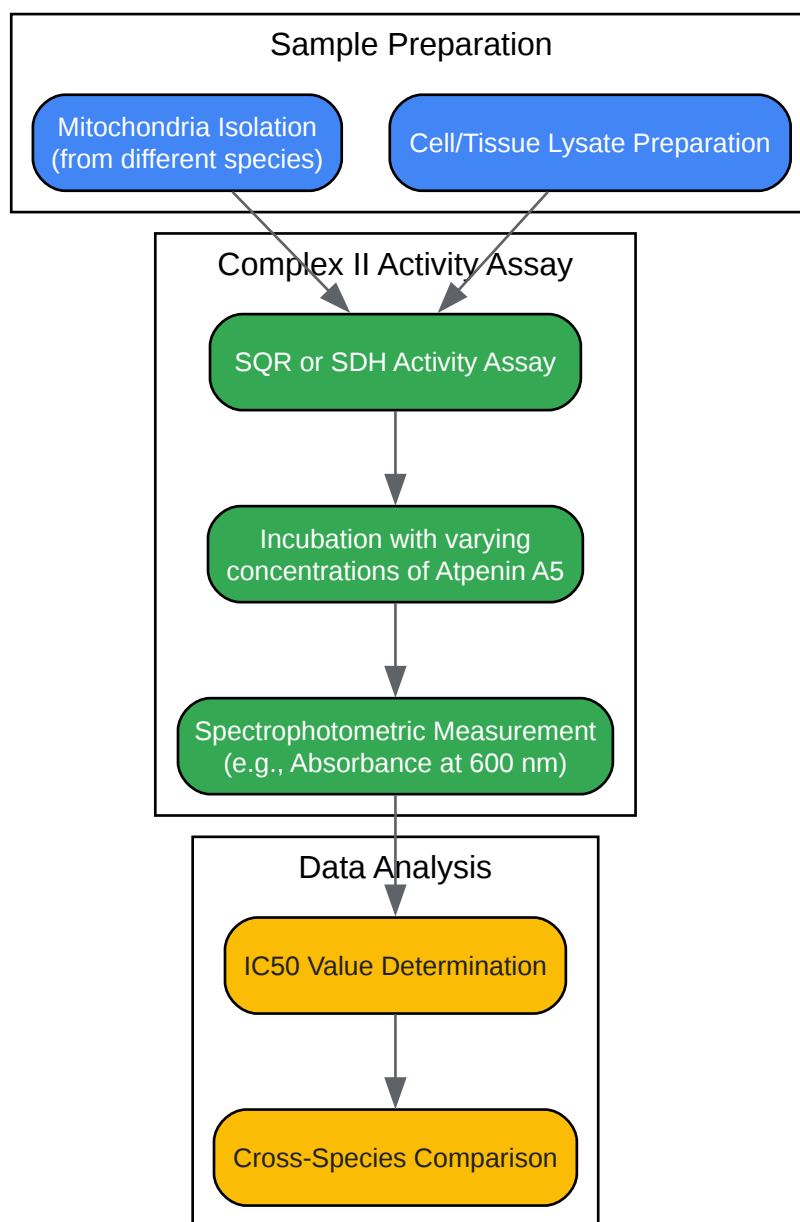 Sample Preparation
Mitochondria Isolation
(from different species)
Cell/Tissue Lysate Preparation
Complex II Activity Assay
SQR or SDH Activity Assay
Incubation with varying
concentrations of Atpenin A5
Spectrophotometric Measurement
(e.g., Absorbance at 600 nm)
Data Analysis
IC50 Value Determination
Cross-Species Comparison